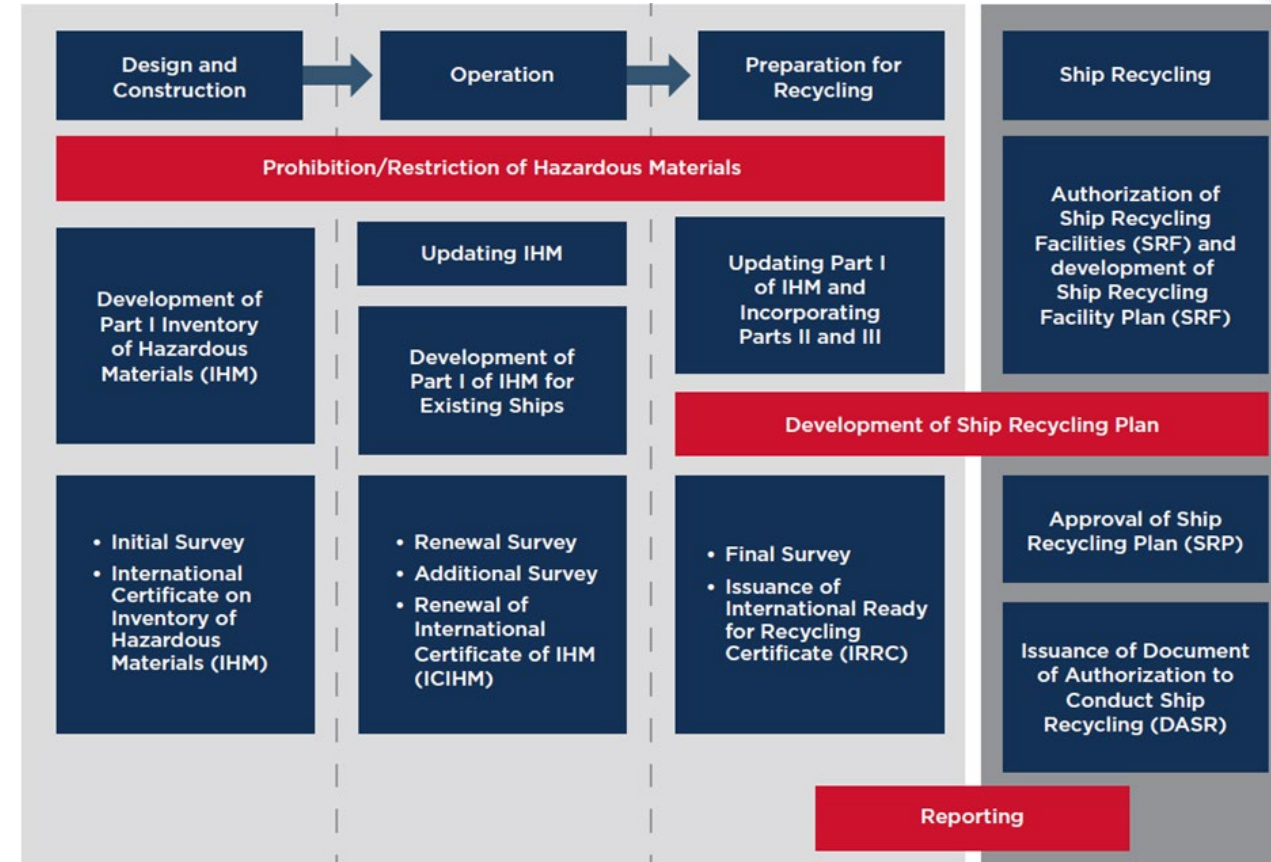 Design and
Construction
Operation
Preparation for
Recycling
Ship Recycling
Prohibition/Restriction of Hazardous Materials
Development of
Part I Inventory
of Hazardous
Materials (IHM)
Updating IHM
Development of
Part I of IHM for
Existing Ships
Updating Part I
of IHM and
Incorporating
Parts II and III
Authorization of
Ship Recycling
Facilities (SRF) and
development of
Ship Recycling
Facility Plan (SRF)
Development of Ship Recycling Plan
• Initial Survey
• International
Certificate on
Inventory of
Hazardous
Materials (IHM)
• Renewal Survey
• Additional Survey
• Renewal of
International
Certificate of IHM
(ICIHM)
• Final Survey
• Issuance of
International Ready
for Recycling
Certificate (IRRC)
Approval of Ship
Recycling Plan (SRP)
Issuance of Document
of Authorization to
Conduct Ship
Recycling (DASR)
Reporting